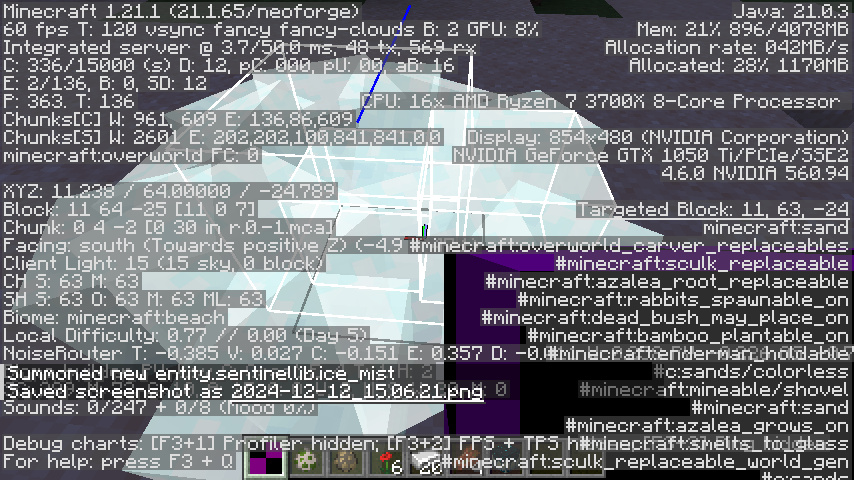 Minecraft 1.21.1 (21.1.65/neoforge)
60 fps T: 120 vsync fancy fancy-clouds B: 2 GPU: 8%
Integrated server @ 3.7/50.0 ms, 48 tx, 569 rx
C: 336/15000 (s) D: 12, pC: 000, pU: 00, aB: 16
E: 2/136, B: 0, SD: 12
P: 363. T: 136
Chunks[C] W: 961, 609 E: 136,86,609
Chunks[S] W: 2601 E: 202,202,100,841,841,0,0
minecraft:overworld FC: 0
XYZ: 11.238 / 64.00000 / -24.789
Block: 11 64 -25 [11 0 7]
Chunk: 0 4 -2 [0 30 in r.0.-1.mca]
Facing: south (Towards positive Z) (-4.9
Client Light: 15 (15 sky, 0 block)
CH S: 63 M: 63
SH S: 63 O: 63 M: 63 ML: 63
Biome: minecraft:beach
Local Difficulty: 0.77 // 0.00 (Day 5)
NoiseRouter T: -0.385 V: 0.027 C: -0.151 E: 0.357 D: -0.
Summoned new entity.sentinellib.ice_mist
Saved screenshot as 2024-12-12_15.06.21.png
Sounds: 0/247 + 0/8 (Mood 0%)
Debug charts: [F3+1] Profiler hidden; [F3+2] FPS + TPS h
For help: press F3 + Q
Java: 21.0.3
Mem: 21% 896/4078MB
Allocation rate: 042MB/s
Allocated: 28% 1170MB
CPU: 16x AMD Ryzen 7 3700X 8-Core Processor
Display: 854x480 (NVIDIA Corporation)
NVIDIA GeForce GTX 1050 Ti/PCIe/SSE2
4.6.0 NVIDIA 560.94
Targeted Block: 11, 63, -24
minecraft:sand
#minecraft:overworld_carver_replaceables
#minecraft:sculk_replaceable
#minecraft:azalea_root_replaceable
#minecraft:rabbits_spawnable_on
#minecraft:dead_bush_may_place_on
#minecraft:bamboo_plantable_on
#minecraft:enderman_holdable
#c:sands/colorless
#minecraft:mineable/shovel
#minecraft:sand
#minecraft:azalea_grows_on
#minecraft:smelts_to_glass
#minecraft:sculk_replaceable_world_gen
#c:sands
6
20